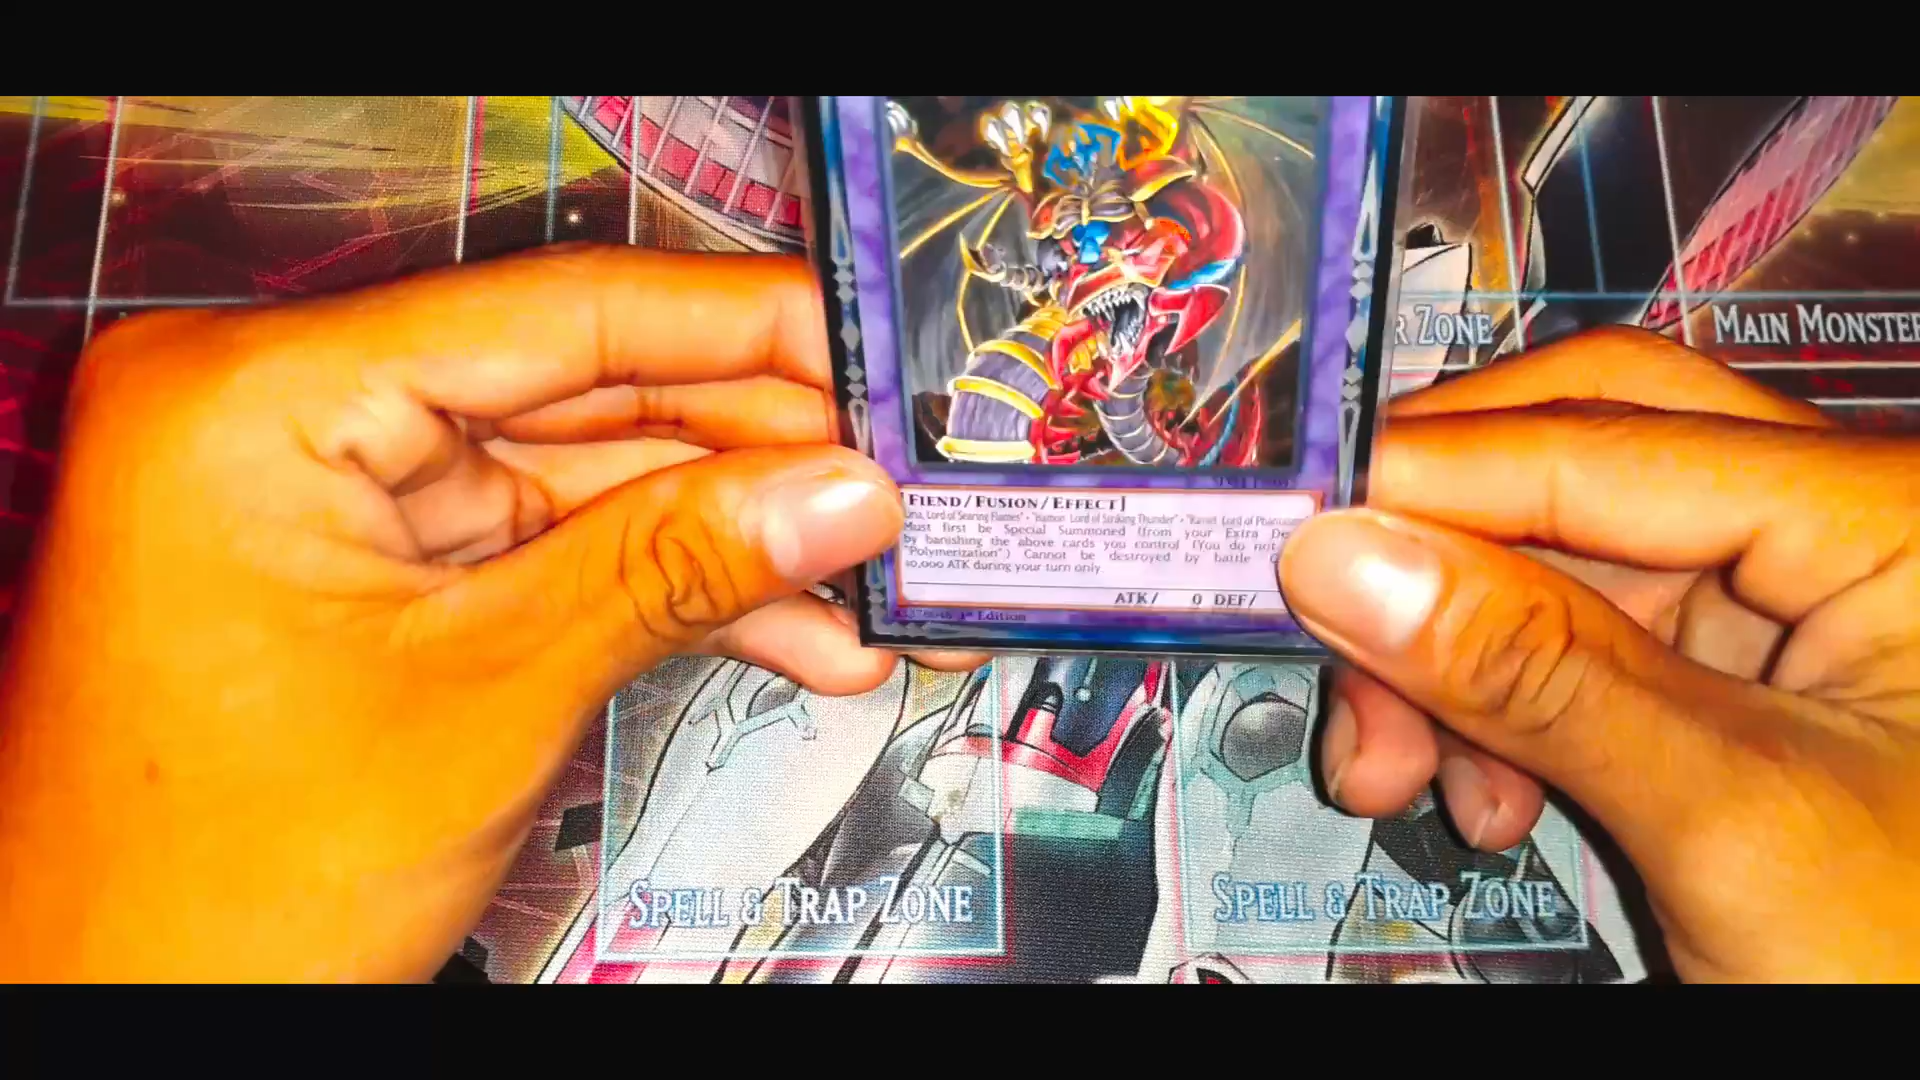 R ZONE
MAIN MONSTE
[FIEND/FUSION/EFFECT]
Lord of Searing Flames" + "Hamon Lord of Striking Thunder" + "Raviel Lord of Phantasms
Must first be Special Summoned (from your Extra De
by banishing the above cards you control (You do not
"Polymerization".) Cannot be destroyed by battle
10,000 ATK during your turn only.
ATK/ 0 DEF/
1st Edition
SPELL & TRAP ZONE
SPELL & TRAP ZONE